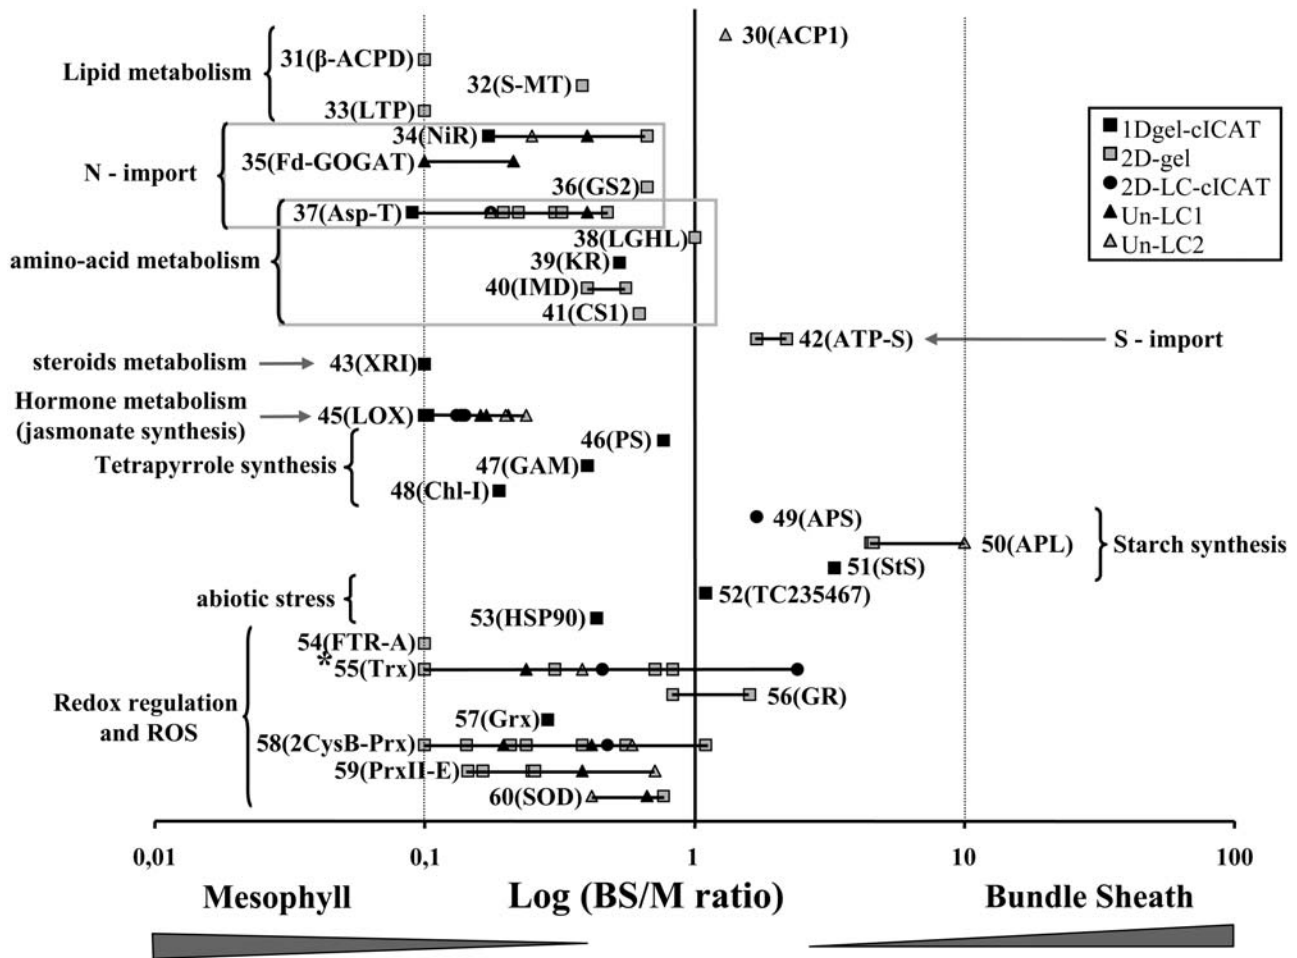 30(ACP1)
31(β-ACPD)
Lipid metabolism
32(S-MT)
33(LTP)
1Dgel-cICAT
2D-gel
2D-LC-cICAT
Un-LC1
Un-LC2
34(NiR)
35(Fd-GOGAT)
N - import
36(GS2)
37(Asp-T)
38(LGHL)
amino-acid metabolism
39(KR)
40(IMD)
41(CS1)
42(ATP-S)
S - import
steroids metabolism
43(XRI)
Hormone metabolism
(jasmonate synthesis)
45(LOX)
46(PS)
Tetrapyrrole synthesis
47(GAM)
48(Chl-I)
49(APS)
50(APL)
Starch synthesis
51(StS)
52(TC235467)
abiotic stress
53(HSP90)
54(FTR-A)
*55(Trx)
56(GR)
Redox regulation
and ROS
57(Grx)
58(2CysB-Prx)
59(PrxII-E)
60(SOD)
0,01 0,1 1 10 100
Mesophyll Log (BS/M ratio) Bundle Sheath